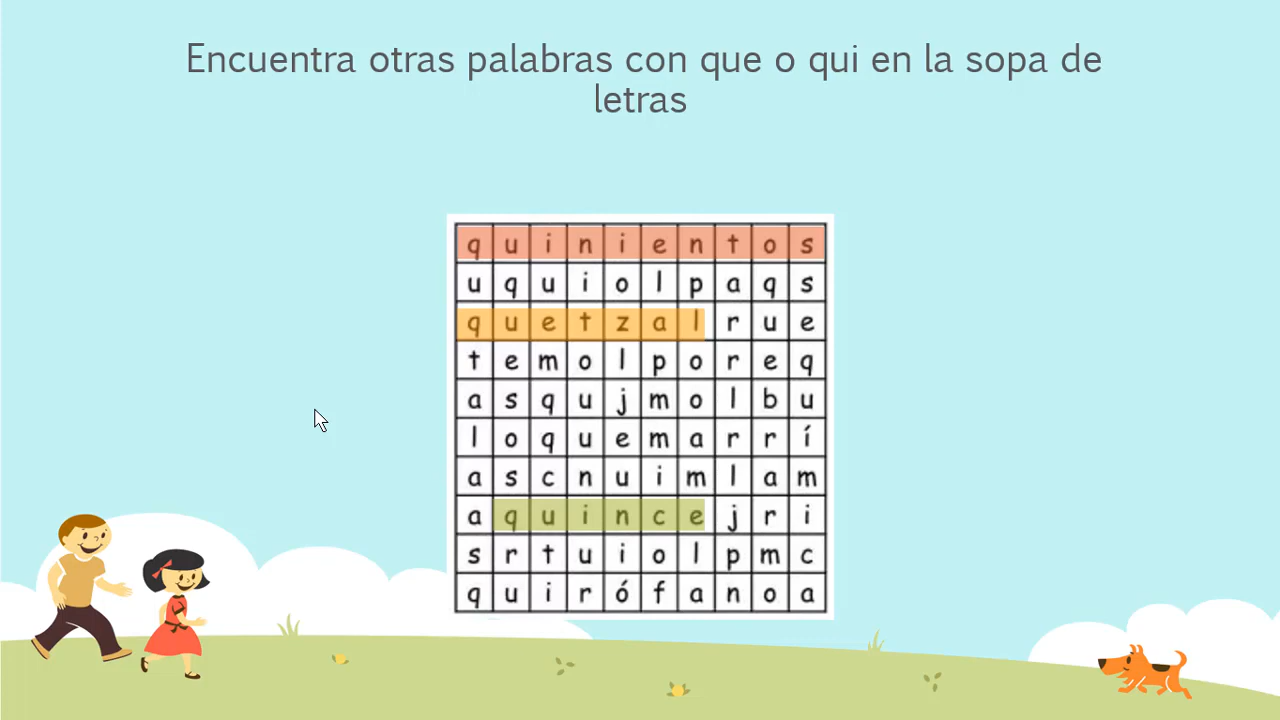 Encuentra otras palabras con que o qui en la sopa de
letras
q u i n i e n t o s
u q u i o l p a q s
q u e t z a l r u e
t e m o l p o r e q
a s q u j m o l b u
l o q u e m a r r í
a s c n u i m l a m
a q u i n c e j r i
s r t u i o l p m c
q u i r ó f a n o a